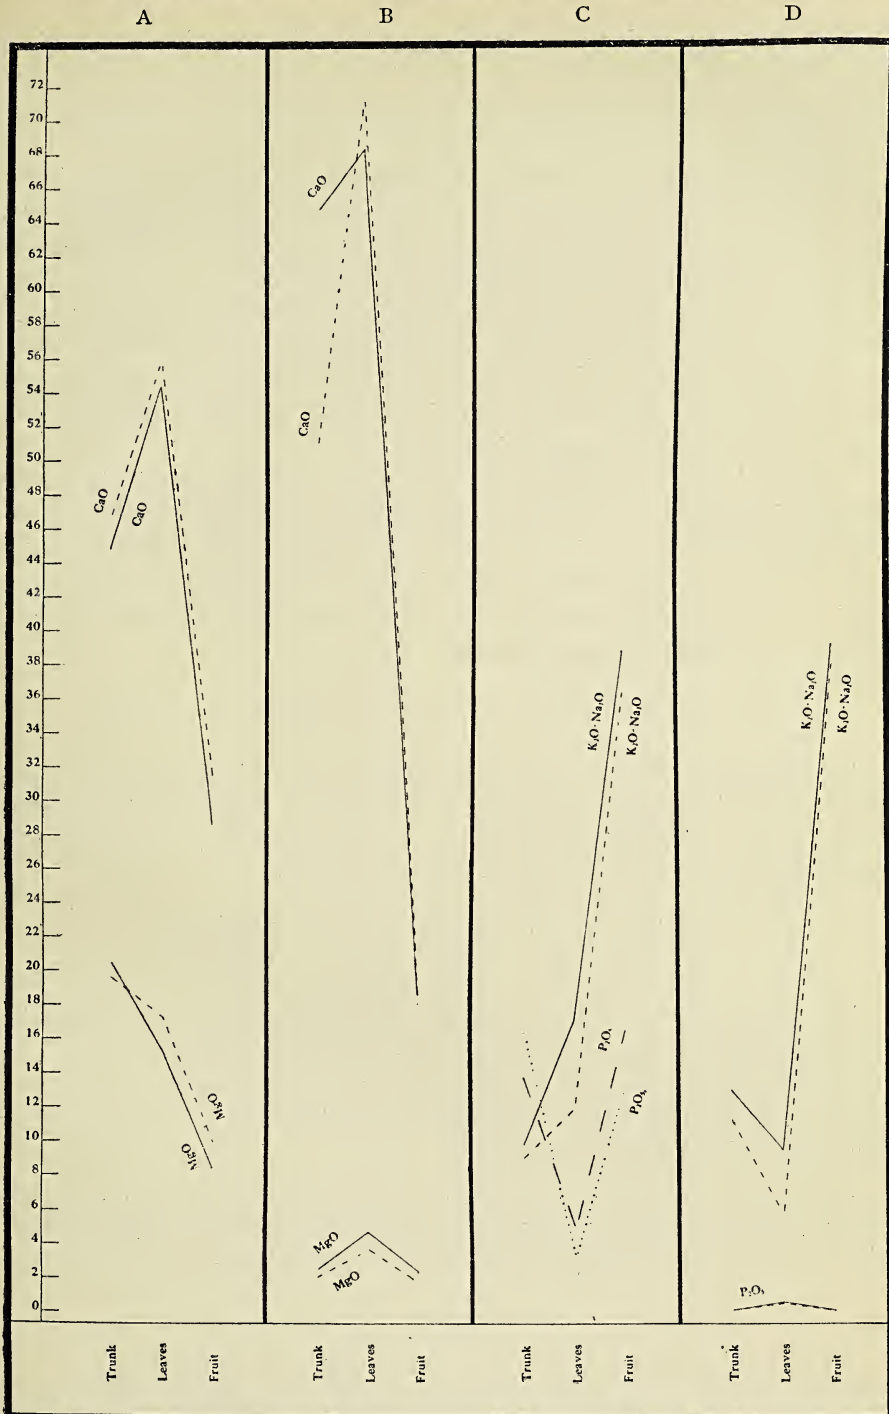 A B C D
72
70
68
66
64
62
60
58
56
54
52
50
48
46
44
42
40
38
36
34
32
30
28
26
24
22
20
18
16
14
12
10
8
6
4
2
0
CaO
CaO
MgO
MgO
CaO
CaO
MgO
MgO
K₂O·Na₂O
K₂O·Na₂O
P₂O₅
P₂O₅
K₂O·Na₂O
K₂O·Na₂O
P₂O₅
Trunk
Leaves
Fruit
Trunk
Leaves
Fruit
Trunk
Leaves
Fruit
Trunk
Leaves
Fruit